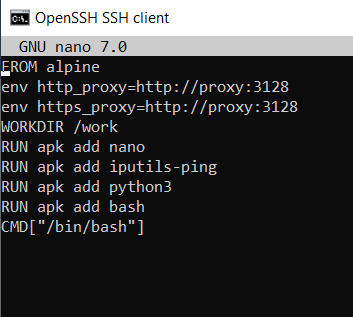 OpenSSH SSH client
GNU nano 7.0
FROM alpine
env http_proxy=http://proxy:3128
env https_proxy=http://proxy:3128
WORKDIR /work
RUN apk add nano
RUN apk add iputils-ping
RUN apk add python3
RUN apk add bash
CMD["/bin/bash"]